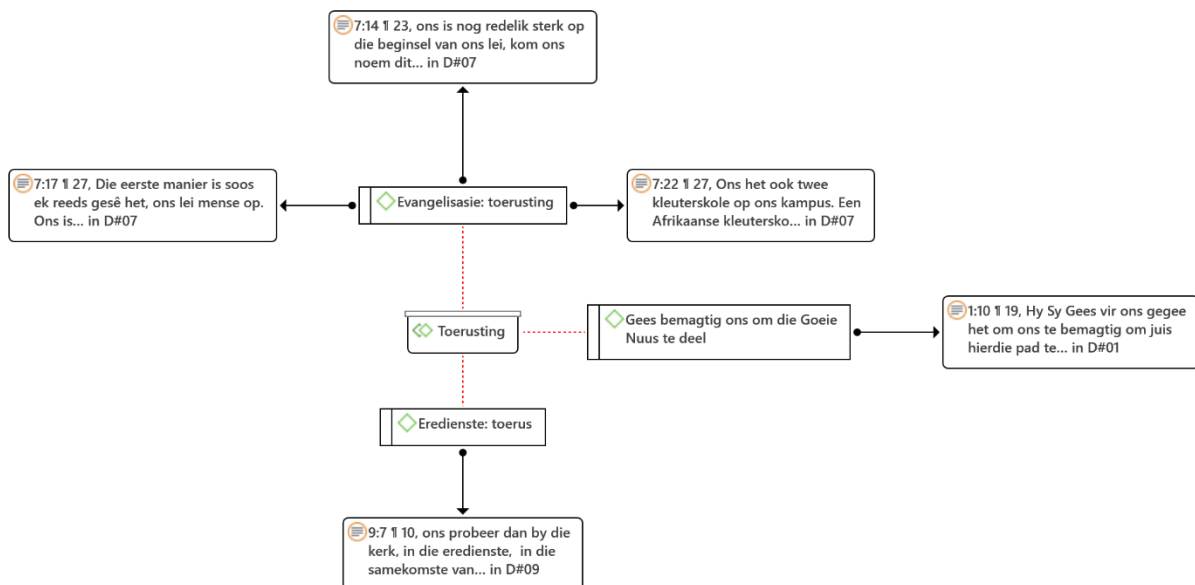 7:14 ¶ 23, ons is nog redelik sterk op
die beginsel van ons lei, kom ons
noem dit... in D#07
7:17 ¶ 27, Die eerste manier is soos
ek reeds gesê het, ons lei mense op.
Ons is... in D#07
Evangelisasie: toerusting
7:22 ¶ 27, Ons het ook twee
kleuterskole op ons kampus. Een
Afrikaanse kleutersko... in D#07
Toerusting
Gees bemagtig ons om die Goeie
Nuus te deel
1:10 ¶ 19, Hy Sy Gees vir ons gegee
het om ons te bemagtig om juis
hierdie pad te... in D#01
Eredienste: toerus
9:7 ¶ 10, ons probeer dan by die
kerk, in die eredienste, in die
samekomste van... in D#09